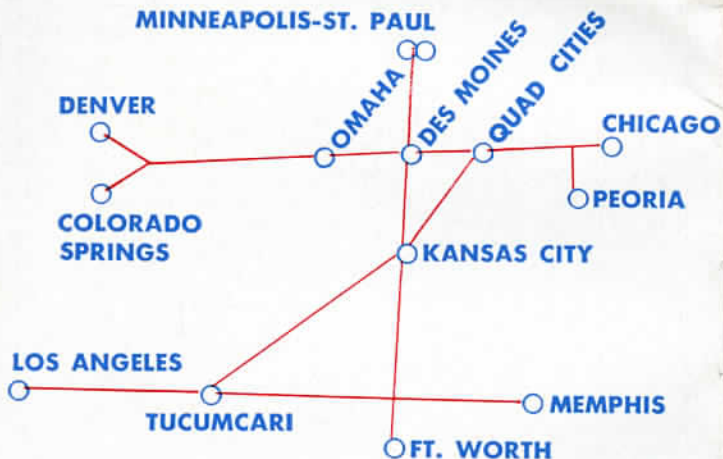 MINNEAPOLIS-ST. PAUL
DENVER
OMAHA
DES MOINES
QUAD CITIES
CHICAGO
COLORADO
SPRINGS
PEORIA
KANSAS CITY
LOS ANGELES
TUCUMCARI
MEMPHIS
FT. WORTH